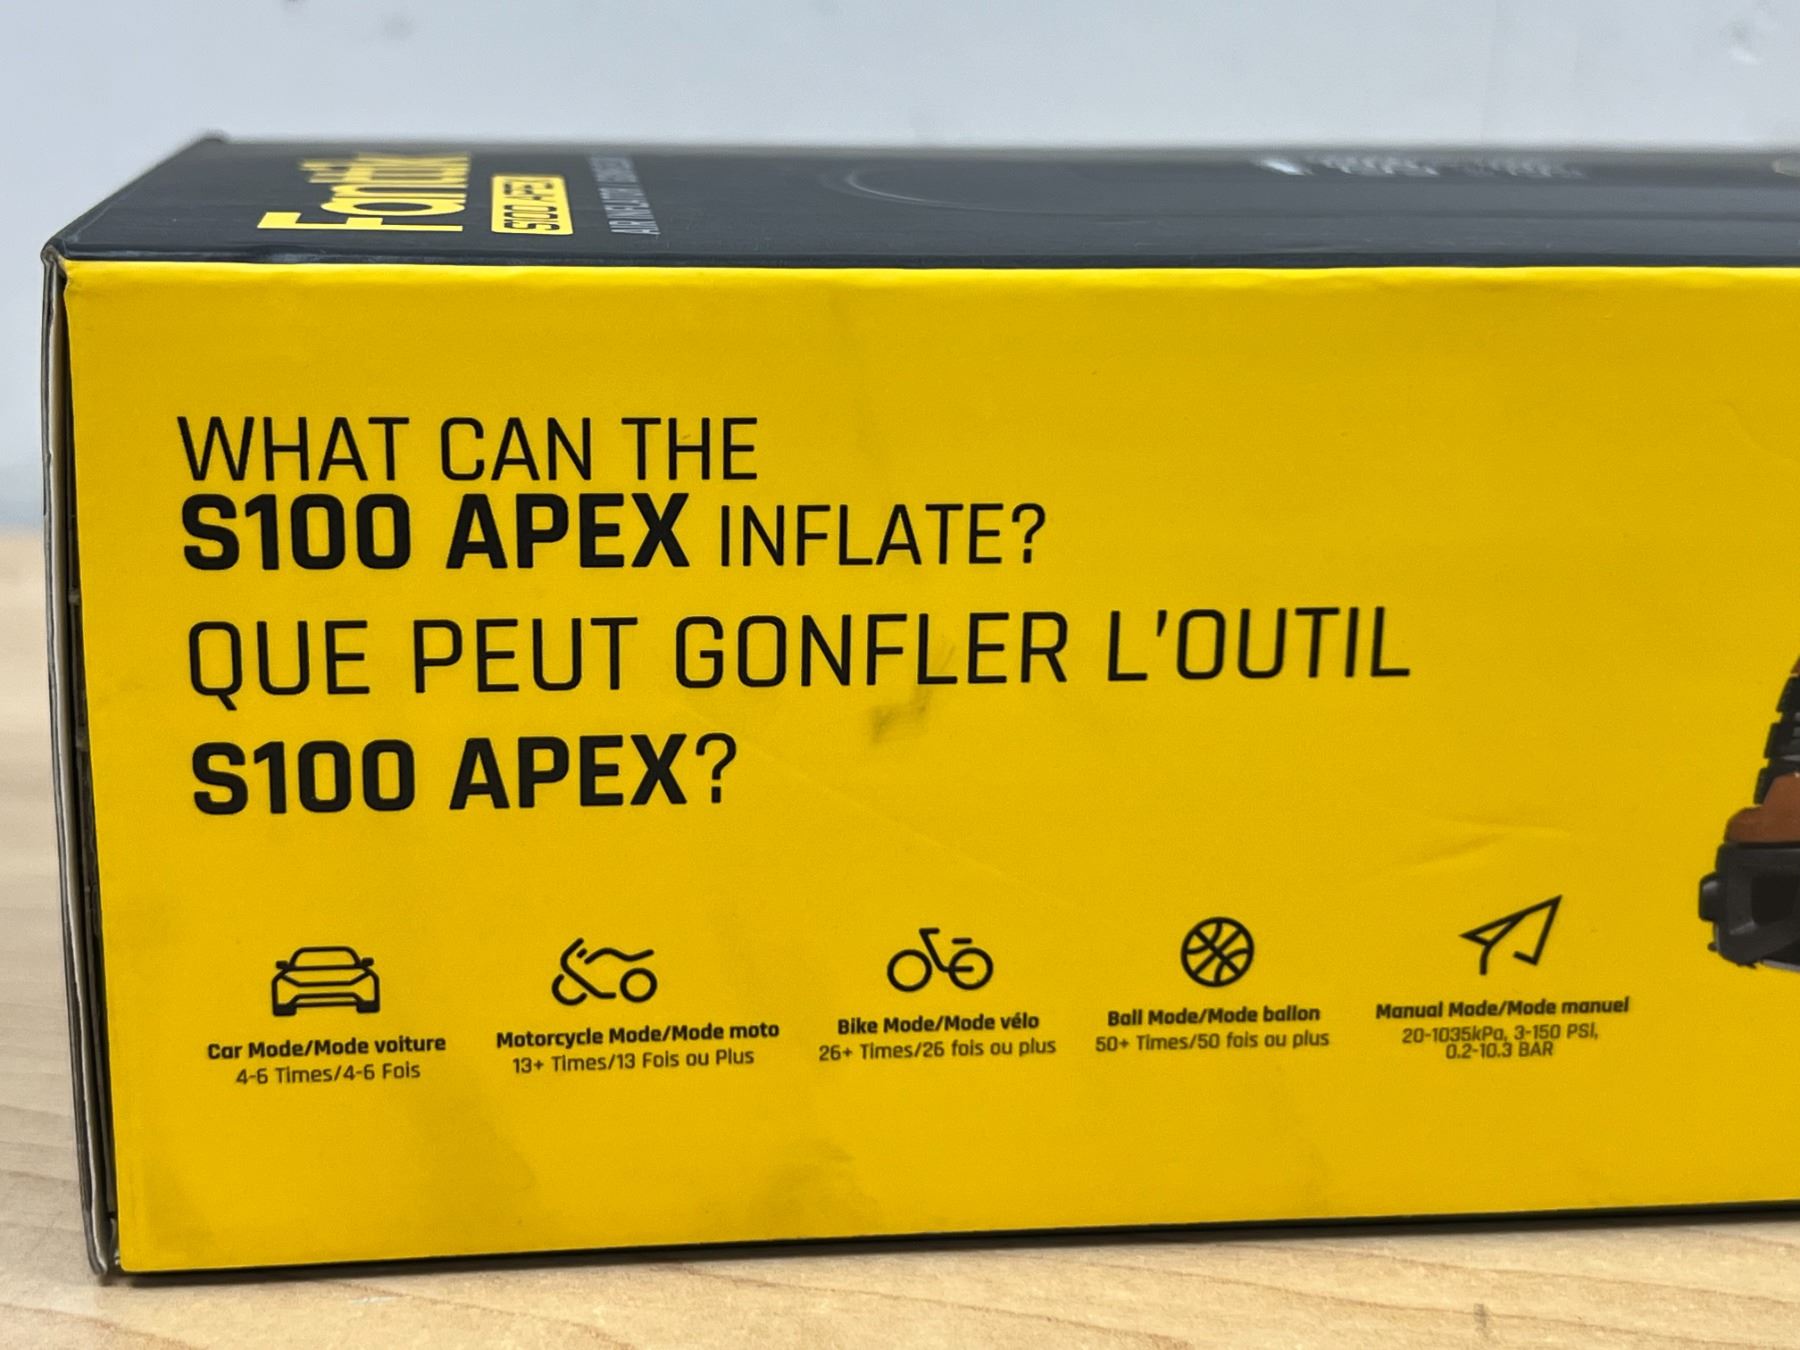 Fanttik
S100 APEX
WHAT CAN THE
S100 APEX INFLATE?
QUE PEUT GONFLER L'OUTIL
S100 APEX?
Car Mode/Mode voiture
4-6 Times/4-6 Fois
Motorcycle Mode/Mode moto
13+ Times/13 Fois ou Plus
Bike Mode/Mode vélo
26+ Times/26 fois ou plus
Ball Mode/Mode ballon
50+ Times/50 fois ou plus
Manual Mode/Mode manuel
20-1035kPa, 3-150 PSI,
0.2-10.3 BAR